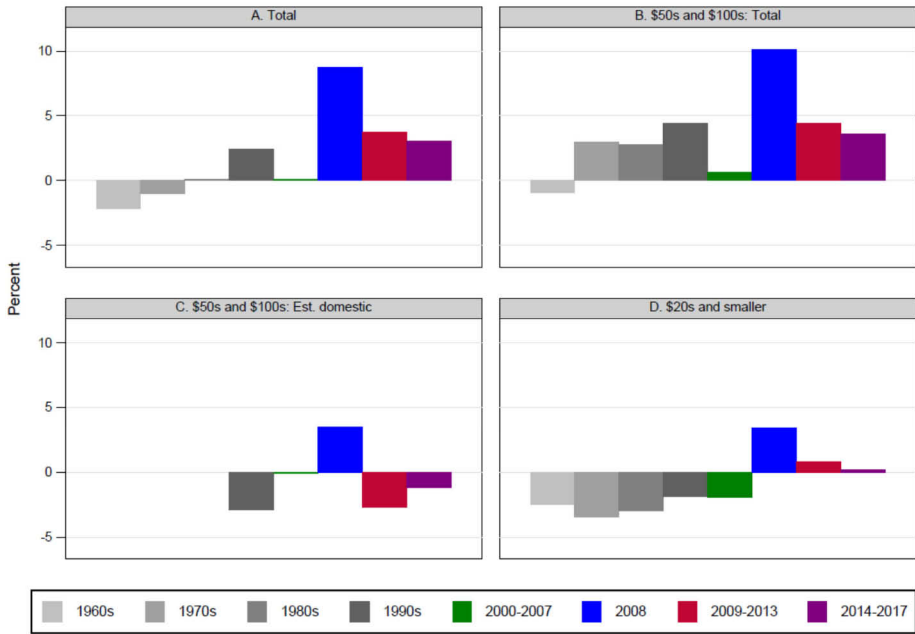 A. Total
B. $50s and $100s: Total
10
5
0
-5
Percent
C. $50s and $100s: Est. domestic
D. $20s and smaller
10
5
0
-5
1960s 1970s 1980s 1990s 2000-2007 2008 2009-2013 2014-2017